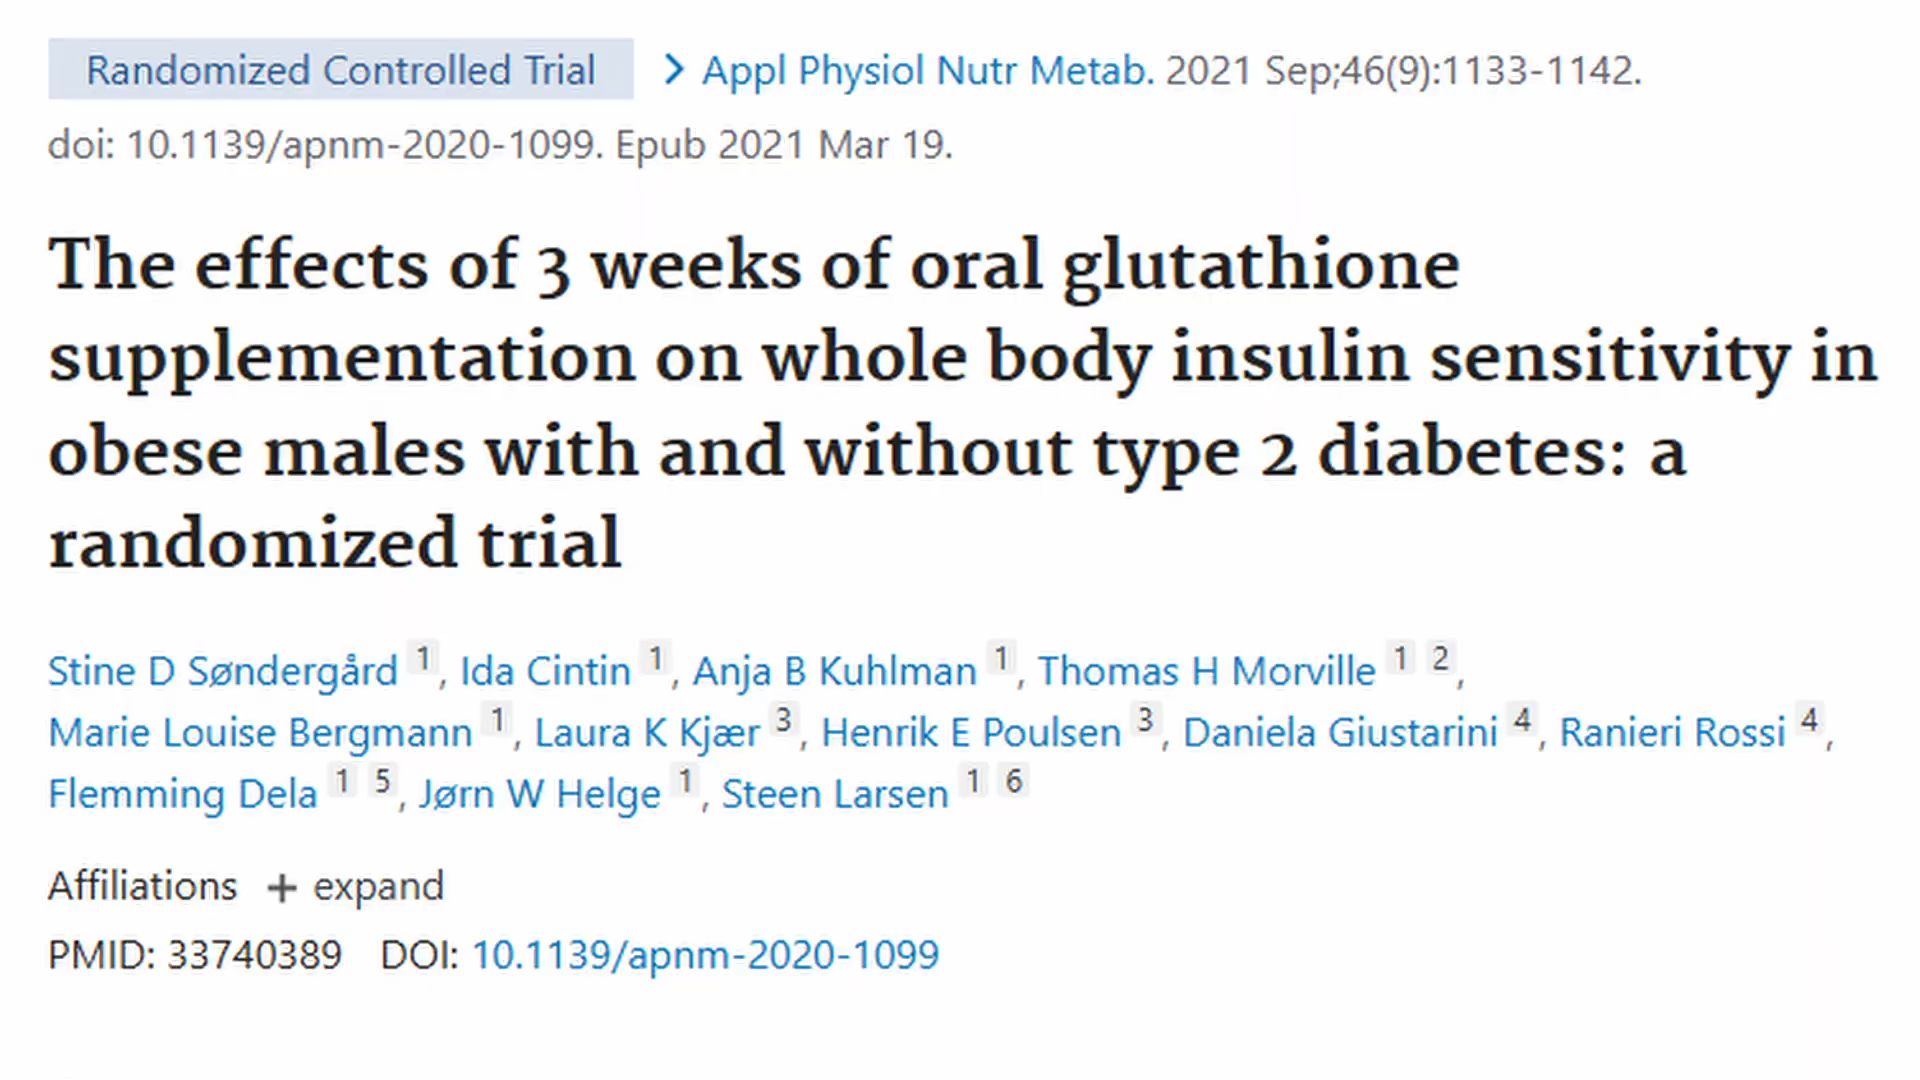 Randomized Controlled Trial > Appl Physiol Nutr Metab. 2021 Sep;46(9):1133-1142.
doi: 10.1139/apnm-2020-1099. Epub 2021 Mar 19.
The effects of 3 weeks of oral glutathione
supplementation on whole body insulin sensitivity in
obese males with and without type 2 diabetes: a
randomized trial
Stine D Søndergård 1, Ida Cintin 1, Anja B Kuhlman 1, Thomas H Morville 1 2,
Marie Louise Bergmann 1, Laura K Kjær 3, Henrik E Poulsen 3, Daniela Giustarini 4, Ranieri Rossi 4,
Flemming Dela 1 5, Jørn W Helge 1, Steen Larsen 1 6
Affiliations + expand
PMID: 33740389 DOI: 10.1139/apnm-2020-1099